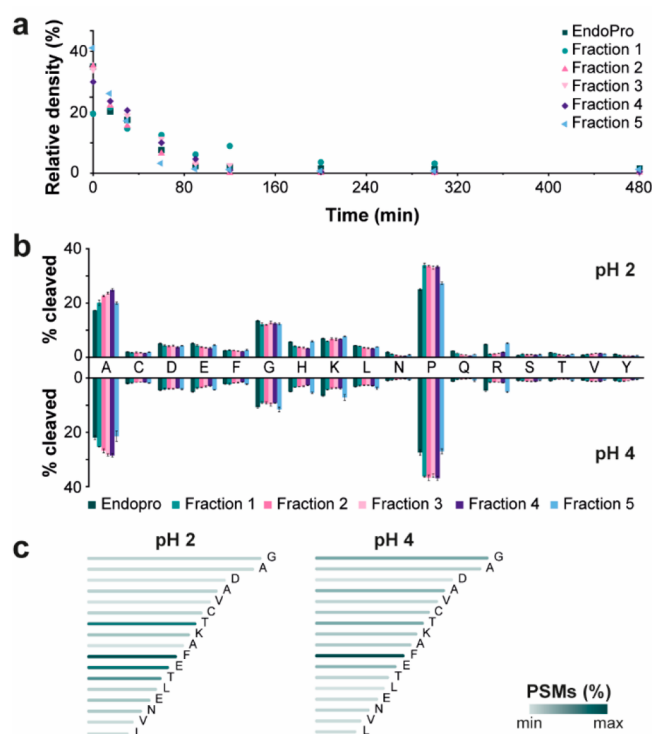 a
Relative density (%)
40
20
0
0
80
160
240
320
400
480
Time (min)
EndoPro
Fraction 1
Fraction 2
Fraction 3
Fraction 4
Fraction 5
b
% cleaved
40
20
0
pH 2
A C D E F G H K L N P Q R S T V Y
% cleaved
0
20
40
pH 4
Endopro Fraction 1 Fraction 2 Fraction 3 Fraction 4 Fraction 5
c
pH 2
G
A
D
A
V
C
T
K
A
F
E
T
L
E
N
V
pH 4
G
A
D
A
V
C
T
K
A
F
E
T
L
E
N
V
PSMs (%)
min max